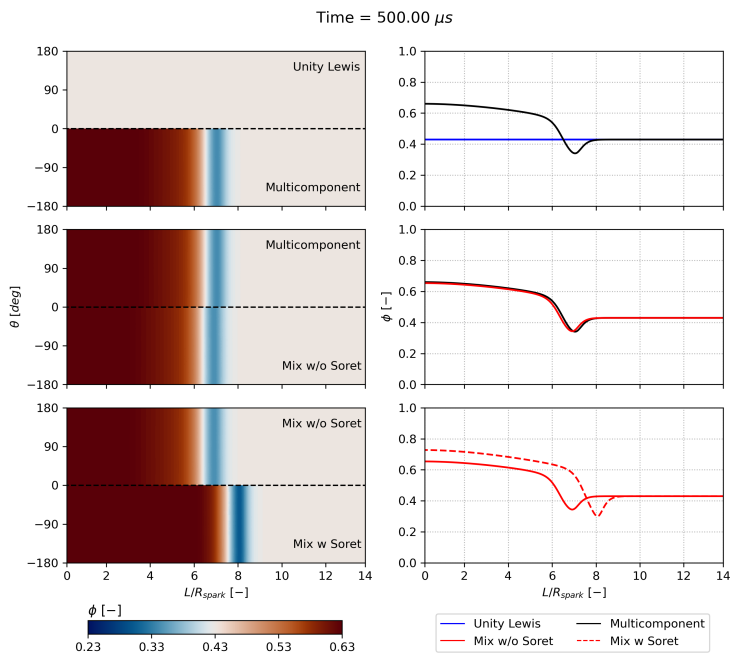 Time = 500.00 μs
180
90
0
−90
−180
Unity Lewis
Multicomponent
1.0
0.8
0.6
0.4
0.2
0.0
θ [deg]
180
90
0
−90
−180
Multicomponent
Mix w/o Soret
ϕ [−]
1.0
0.8
0.6
0.4
0.2
0.0
180
90
0
−90
−180
Mix w/o Soret
Mix w Soret
0 2 4 6 8 10 12 14
L/R_spark [−]
1.0
0.8
0.6
0.4
0.2
0.0
0 2 4 6 8 10 12 14
L/R_spark [−]
ϕ [−]
0.23 0.33 0.43 0.53 0.63
Unity Lewis
Mix w/o Soret
Multicomponent
Mix w Soret